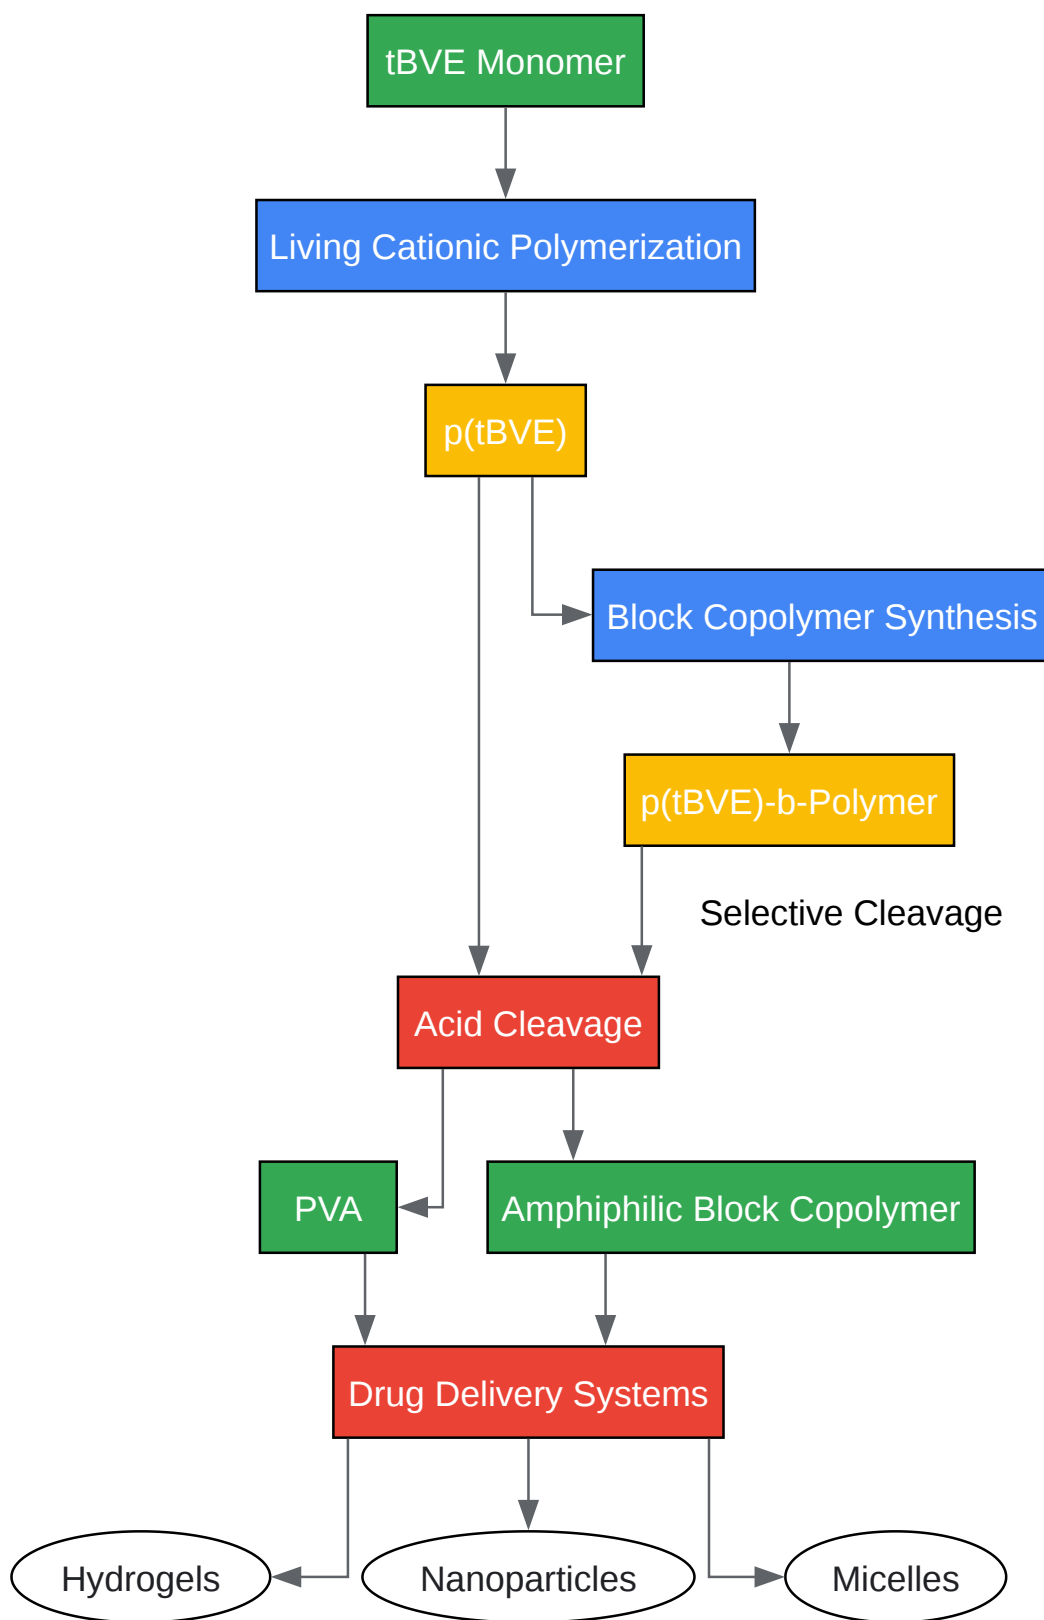 tBVE Monomer
Living Cationic Polymerization
p(tBVE)
Block Copolymer Synthesis
p(tBVE)-b-Polymer
Selective Cleavage
Acid Cleavage
PVA
Amphiphilic Block Copolymer
Drug Delivery Systems
Hydrogels
Nanoparticles
Micelles